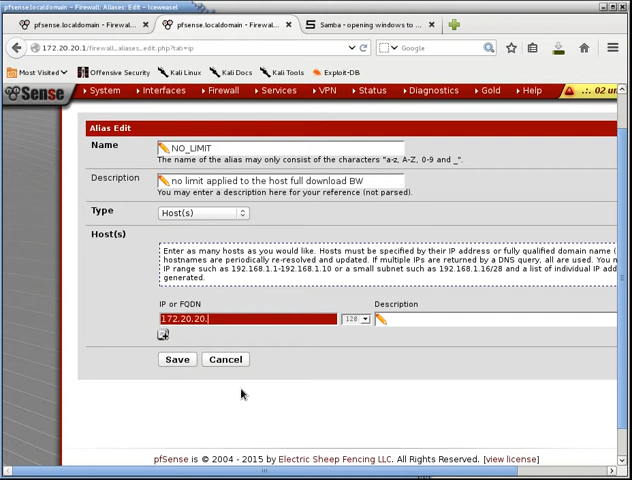 pfsense.localdomain - Firewall: Aliases: Edit - Iceweasel
pfsense.localdomain - Firewal...
pfsense.localdomain - Firewal...
Samba - opening windows to ...
172.20.20.1/firewall_aliases_edit.php?tab=ip
Google
Most Visited
Offensive Security
Kali Linux
Kali Docs
Kali Tools
Exploit-DB
Sense
System
Interfaces
Firewall
Services
VPN
Status
Diagnostics
Gold
Help
.:. 02 un
Alias Edit
Name
NO_LIMIT
The name of the alias may only consist of the characters "a-z, A-Z, 0-9 and _".
Description
no limit applied to the host full download BW
You may enter a description here for your reference (not parsed).
Type
Host(s)
Host(s)
Enter as many hosts as you would like. Hosts must be specified by their IP address or fully qualified domain name (
hostnames are periodically re-resolved and updated. If multiple IPs are returned by a DNS query, all are used. You m
IP range such as 192.168.1.1-192.168.1.10 or a small subnet such as 192.168.1.16/28 and a list of individual IP add
generated.
IP or FQDN
Description
172.20.20.
128
Save
Cancel
pfSense is © 2004 - 2015 by Electric Sheep Fencing LLC. All Rights Reserved. [view license]